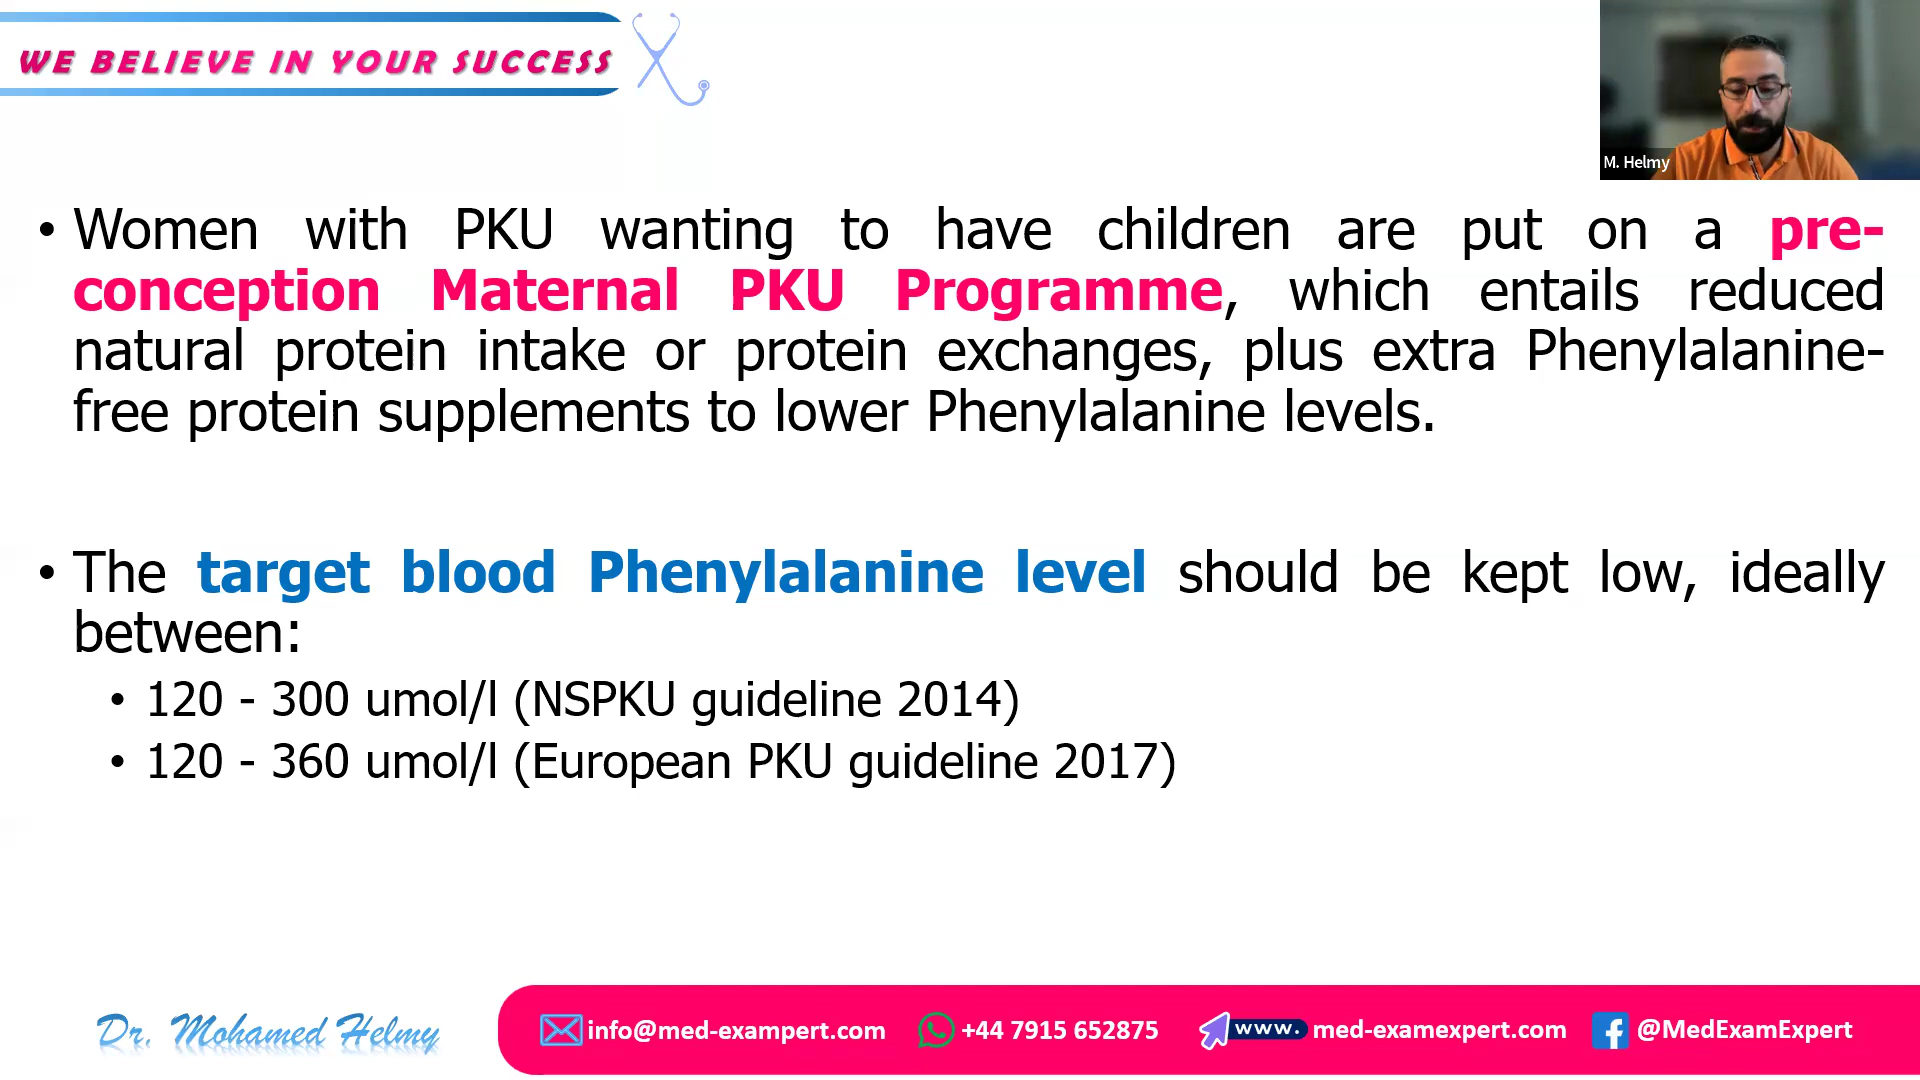 WE BELIEVE IN YOUR SUCCESS
M. Helmy
• Women with PKU wanting to have children are put on a pre-
conception Maternal PKU Programme, which entails reduced
natural protein intake or protein exchanges, plus extra Phenylalanine-
free protein supplements to lower Phenylalanine levels.
• The target blood Phenylalanine level should be kept low, ideally
between:
• 120 - 300 umol/l (NSPKU guideline 2014)
• 120 - 360 umol/l (European PKU guideline 2017)
Dr. Mohamed Helmy
info@med-exampert.com
+44 7915 652875
www. med-examexpert.com
@MedExamExpert